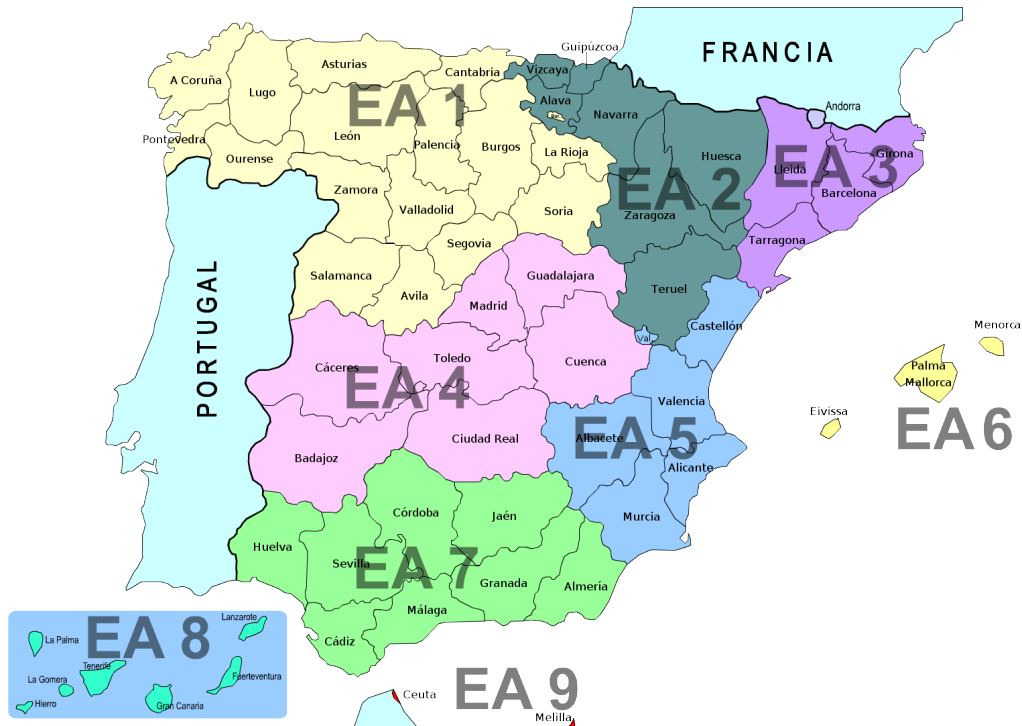 FRANCIA
Guipúzcoa
Asturias
Vizcaya
Cantabria
A Coruña
Lugo
EA 1
Alava
Navarra
Andorra
Pontevedra
León
Palencia
Burgos
La Rioja
Ourense
Huesca
Girona
EA 2
EA 3
Lleida
Zamora
Valladolid
Soria
Zaragoza
Barcelona
Segovia
Tarragona
PORTUGAL
Salamanca
Avila
Guadalajara
Madrid
Teruel
Castellón
Menorca
Val.
Cáceres
Toledo
Cuenca
Palma
Mallorca
EA 4
Valencia
Eivissa
EA 6
Badajoz
Ciudad Real
Albacete
EA 5
Alicante
Córdoba
Jaén
Murcia
Huelva
Sevilla
EA 7
Granada
Almería
Málaga
Cádiz
Lanzarote
La Palma
EA 8
Tenerife
La Gomera
Fuerteventura
Hierro
Gran Canaria
Ceuta
EA 9
Melilla